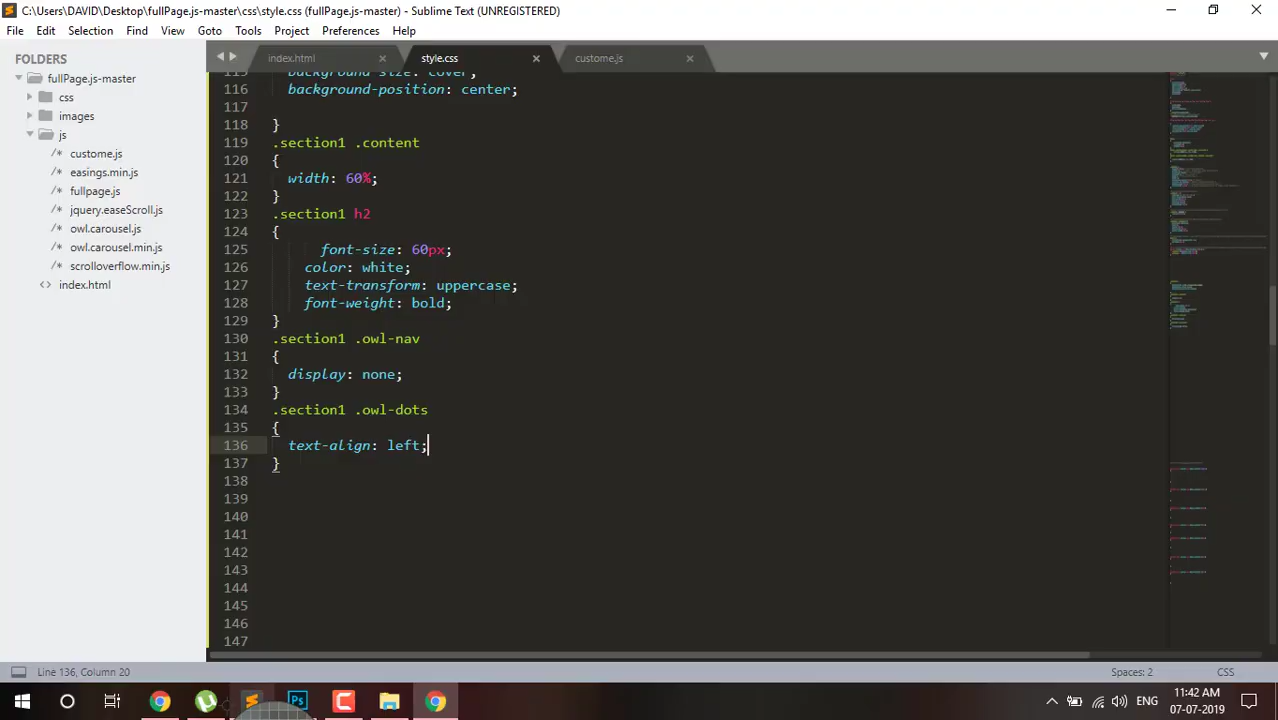 C:\Users\DAVID\Desktop\fullPage.js-master\css\style.css (fullPage.js-master) - Sublime Text (UNREGISTERED)
File Edit Selection Find View Goto Tools Project Preferences Help
FOLDERS
fullPage.js-master
css
images
js
custome.js
easings.min.js
fullpage.js
jquery.easeScroll.js
owl.carousel.js
owl.carousel.min.js
scrolloverflow.min.js
index.html
index.html style.css custome.js
115 background-size: cover;
116 background-position: center;
117
118 }
119 .section1 .content
120 {
121 width: 60%;
122 }
123 .section1 h2
124 {
125 font-size: 60px;
126 color: white;
127 text-transform: uppercase;
128 font-weight: bold;
129 }
130 .section1 .owl-nav
131 {
132 display: none;
133 }
134 .section1 .owl-dots
135 {
136 text-align: left;
137 }
138
139
140
141
142
143
144
145
146
147
Line 136, Column 20 Spaces: 2 CSS
Ps ENG 11:42 AM
07-07-2019